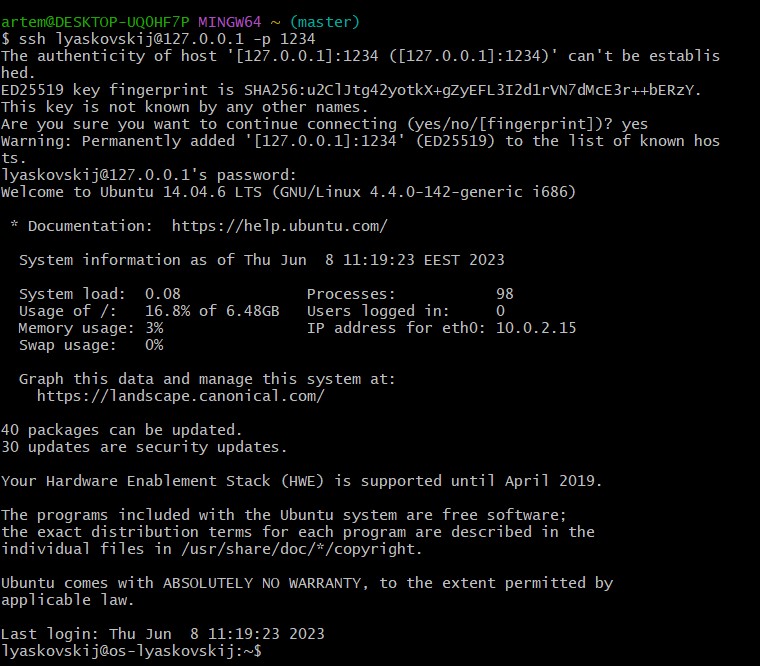 artem@DESKTOP-UQOHF7P MINGW64 ~ (master)
$ ssh lyaskovskij@127.0.0.1 -p 1234
The authenticity of host '[127.0.0.1]:1234 ([127.0.0.1]:1234)' can't be establis
hed.
ED25519 key fingerprint is SHA256:u2ClJtg42yotkX+gZyEFL3I2d1rVN7dMcE3r++bERzY.
This key is not known by any other names.
Are you sure you want to continue connecting (yes/no/[fingerprint])? yes
Warning: Permanently added '[127.0.0.1]:1234' (ED25519) to the list of known hos
ts.
lyaskovskij@127.0.0.1's password:
Welcome to Ubuntu 14.04.6 LTS (GNU/Linux 4.4.0-142-generic i686)
* Documentation:  https://help.ubuntu.com/
System information as of Thu Jun  8 11:19:23 EEST 2023
System load:  0.08                Processes:           98
Usage of /:   16.8% of 6.48GB   Users logged in:     0
Memory usage: 3%                IP address for eth0: 10.0.2.15
Swap usage:   0%
Graph this data and manage this system at:
https://landscape.canonical.com/
40 packages can be updated.
30 updates are security updates.
Your Hardware Enablement Stack (HWE) is supported until April 2019.
The programs included with the Ubuntu system are free software;
the exact distribution terms for each program are described in the
individual files in /usr/share/doc/*/copyright.
Ubuntu comes with ABSOLUTELY NO WARRANTY, to the extent permitted by
applicable law.
Last login: Thu Jun  8 11:19:23 2023
lyaskovskij@os-lyaskovskij:~$